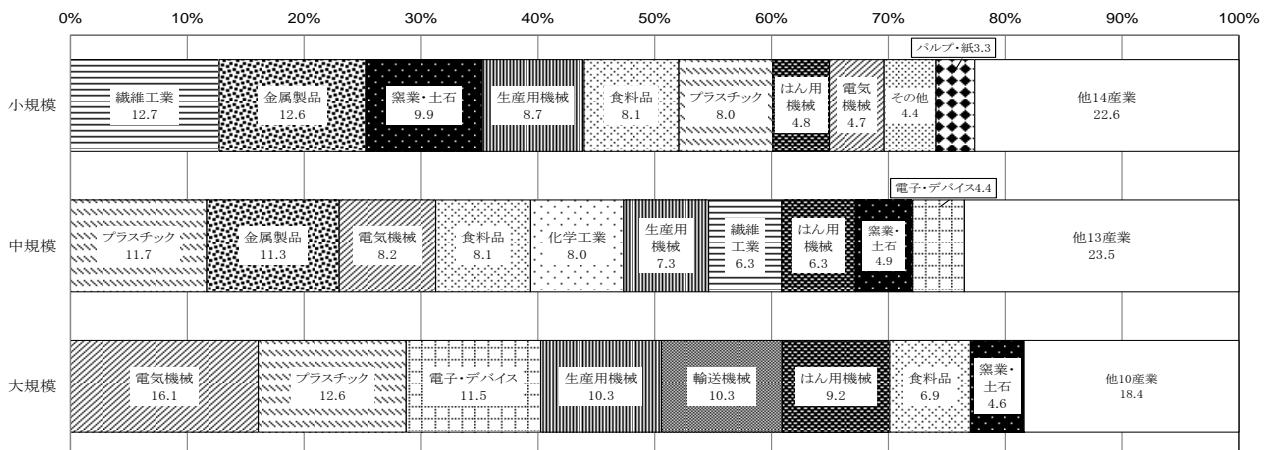 0% 10% 20% 30% 40% 50% 60% 70% 80% 90% 100%
パルプ・紙3.3
小規模
繊維工業
12.7
金属製品
12.6
窯業・土石
9.9
生産用機械
8.7
食料品
8.1
プラスチック
8.0
はん用
機械
4.8
電気
機械
4.7
その他
4.4
他14産業
22.6
電子・デバイス4.4
中規模
プラスチック
11.7
金属製品
11.3
電気機械
8.2
食料品
8.1
化学工業
8.0
生産用
機械
7.3
繊維
工業
6.3
はん用
機械
6.3
窯業・
土石
4.9
他13産業
23.5
大規模
電気機械
16.1
プラスチック
12.6
電子・デバイス
11.5
生産用機械
10.3
輸送機械
10.3
はん用機械
9.2
食料品
6.9
窯業・
土石
4.6
他10産業
18.4